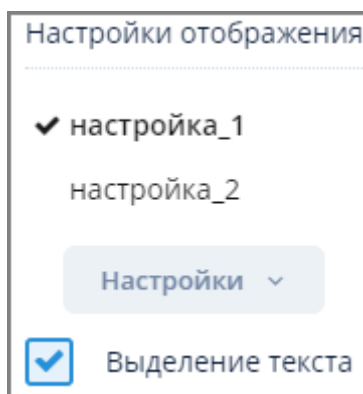 Настройки отображения
настройка_1
настройка_2
Настройки
Выделение текста